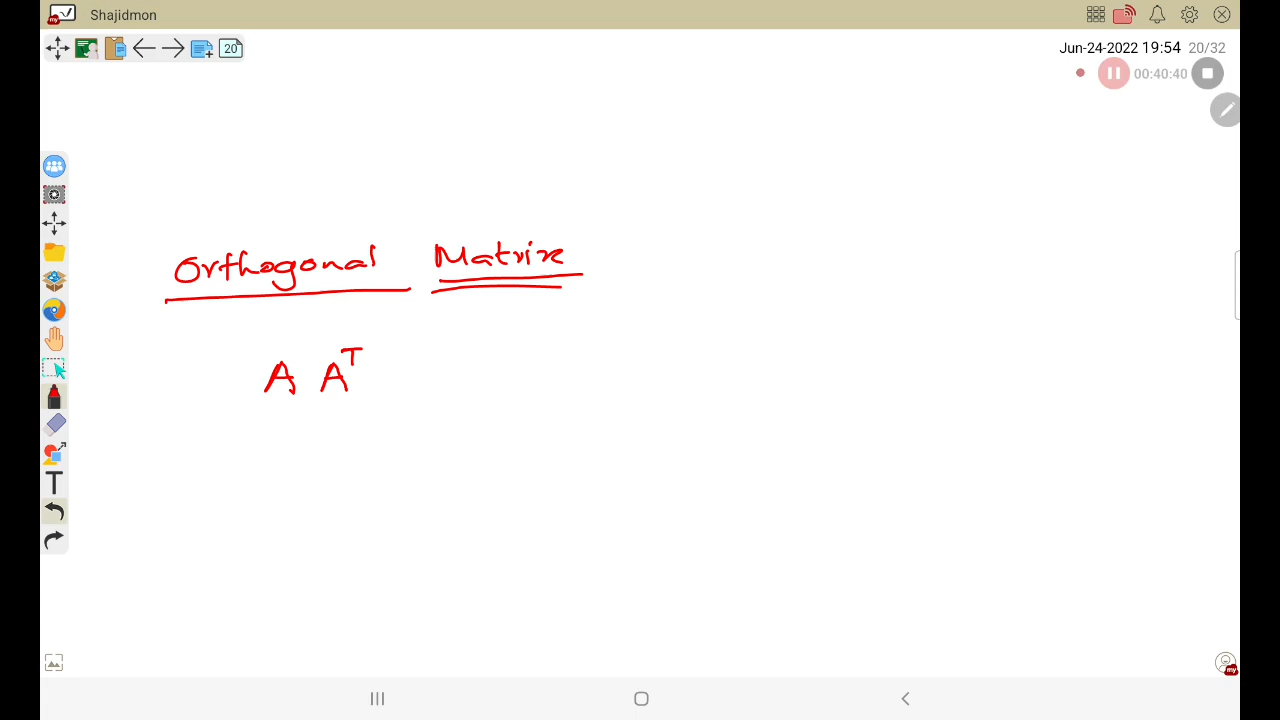 Shajidmon
20
Jun-24-2022 19:54 20/32
00:40:40
Orthogonal Matrix
A A^T
T